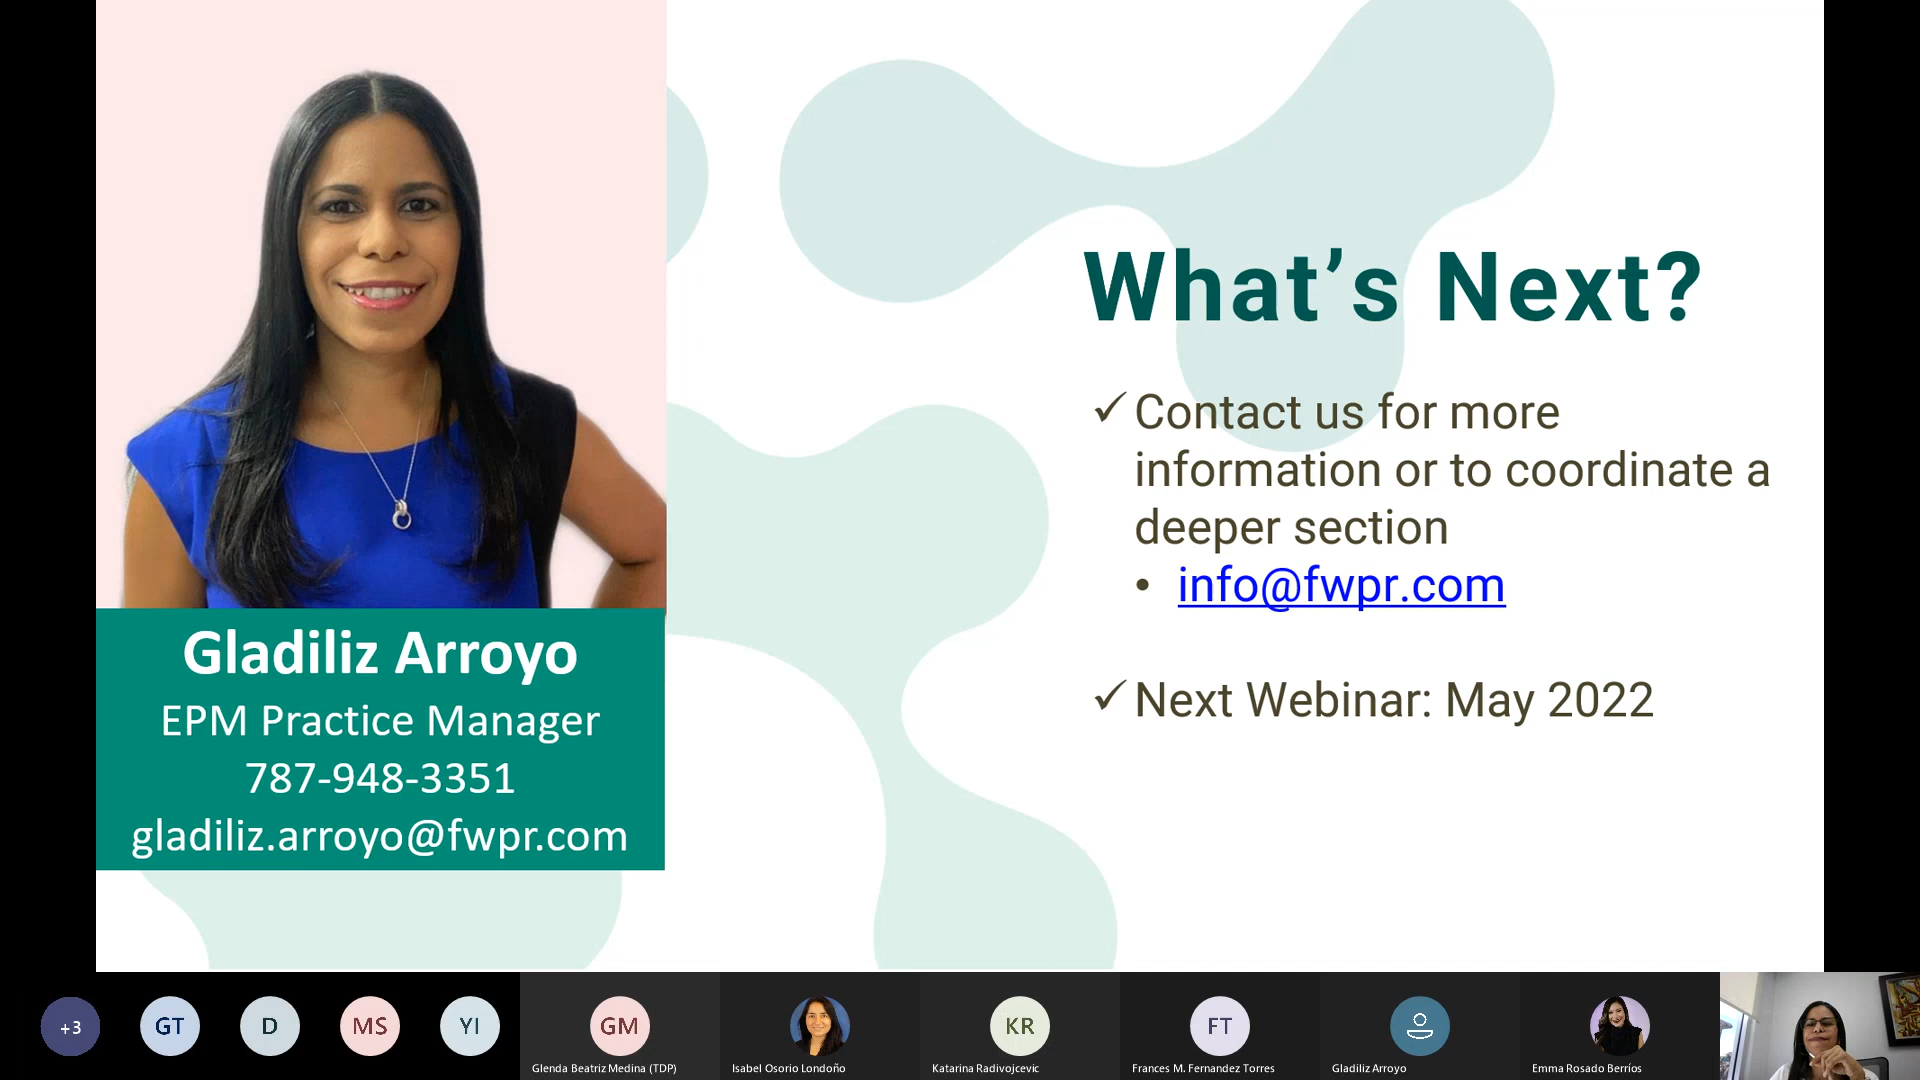 Gladiliz Arroyo
EPM Practice Manager
787-948-3351
gladiliz.arroyo@fwpr.com
What’s Next?
✓ Contact us for more
information or to coordinate a
deeper section
• info@fwpr.com
✓ Next Webinar: May 2022
+3
GT
D
MS
YI
GM
Glenda Beatriz Medina (TDP)
Isabel Osorio Londoño
KR
Katarina Radivojcevic
FT
Frances M. Fernandez Torres
Gladiliz Arroyo
Emma Rosado Berríos